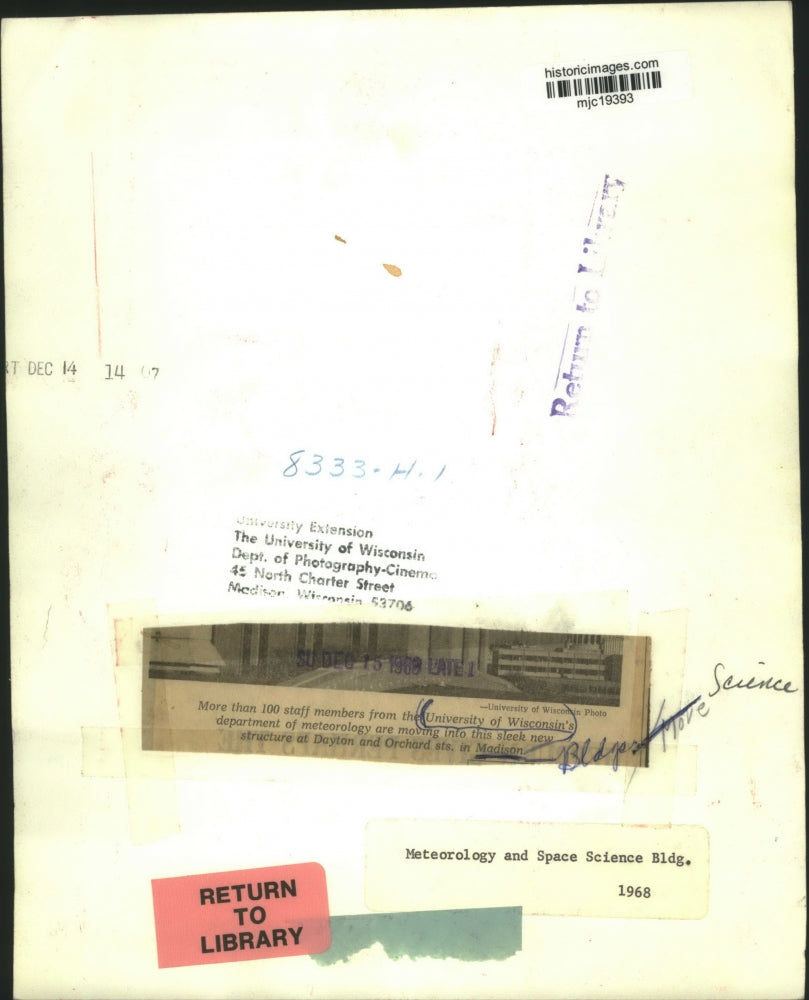 historicimages.com
mjc19393
Return to Library
RT DEC 14 14 07
8333-H.1
University Extension
The University of Wisconsin
Dept. of Photography-Cinema
45 North Charter Street
Madison, Wisconsin 53706
SU DEC 15 1968 LATE 1
—University of Wisconsin Photo
More than 100 staff members from the University of Wisconsin's
department of meteorology are moving into this sleek new
structure at Dayton and Orchard sts. in Madison.
Science
Bldgs
Meteorology and Space Science Bldg.
1968
RETURN
TO
LIBRARY